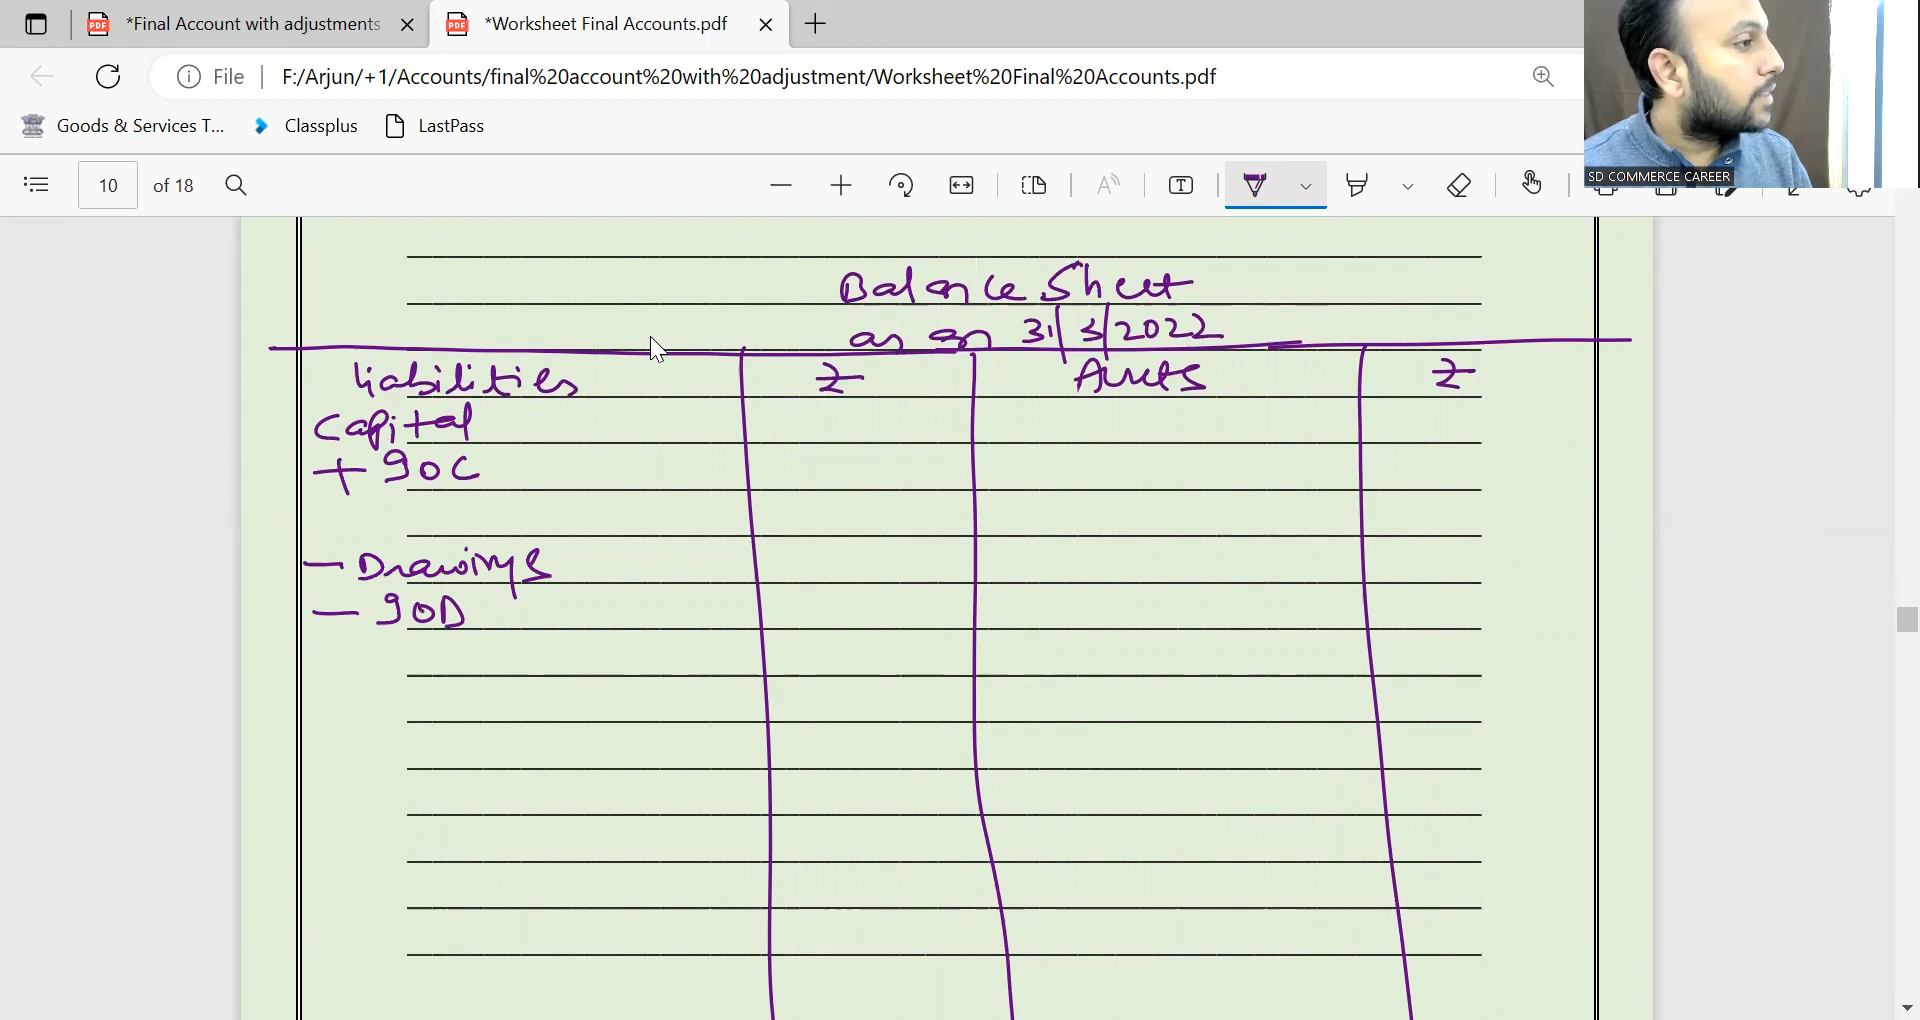 *Final Account with adjustments
*Worksheet Final Accounts.pdf
File
F:/Arjun/+1/Accounts/final%20account%20with%20adjustment/Worksheet%20Final%20Accounts.pdf
Goods & Services T...
Classplus
LastPass
10 of 18
SD COMMERCE CAREER
Balance Sheet
as on 31/3/2022
Liabilities ₹ Assets ₹
Capital
+ IOC
- Drawings
- IOD